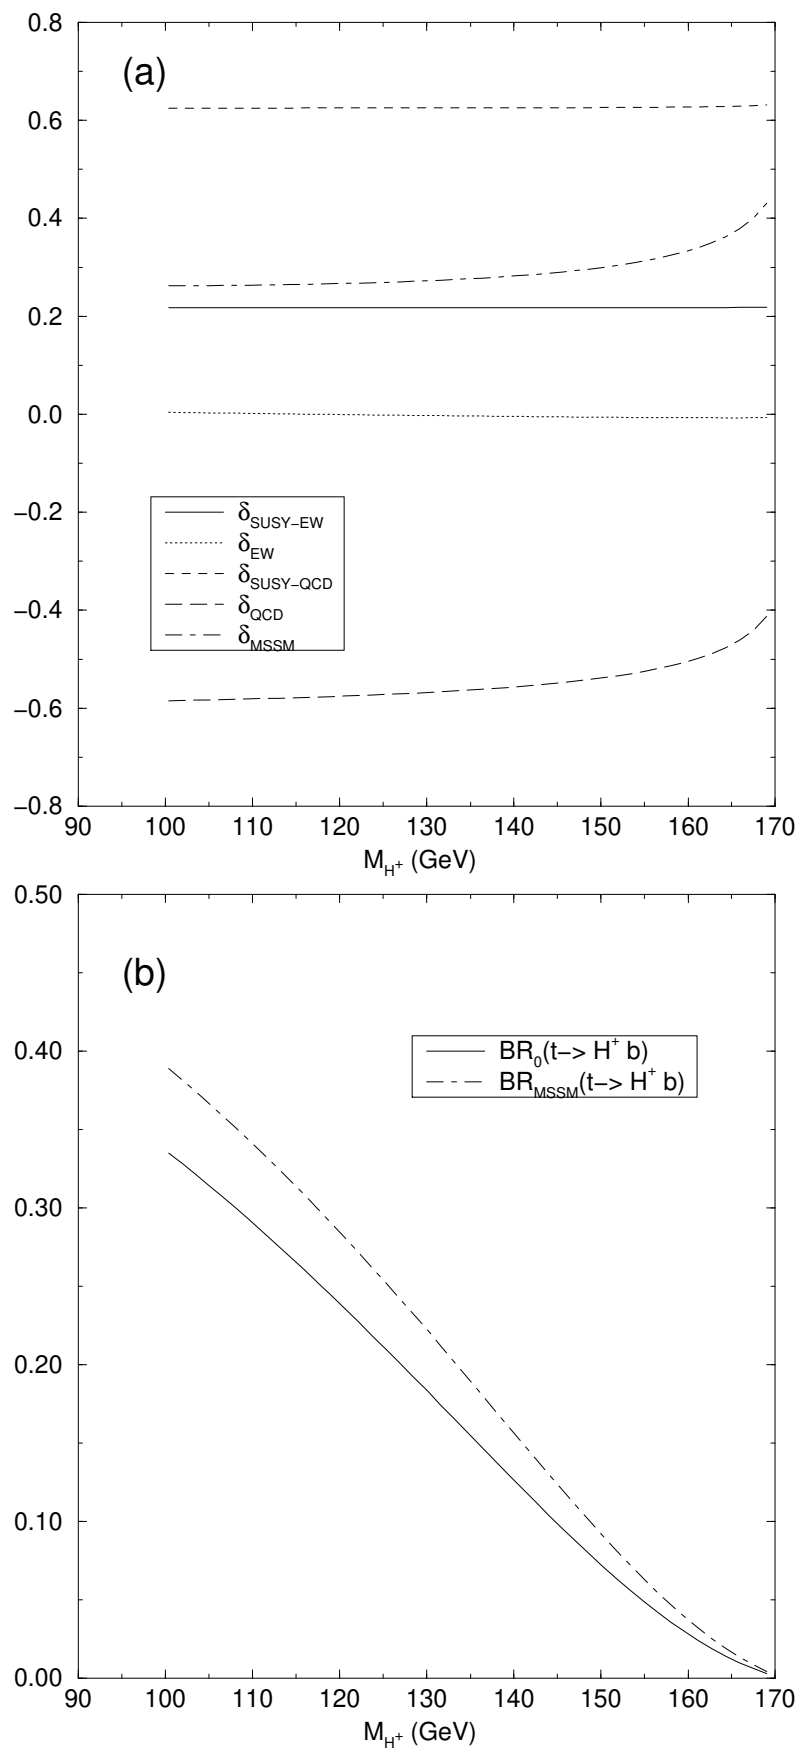 0.8
(a)
0.6
0.4
0.2
0.0
−0.2
δSUSY−EW
δEW
−0.4
δSUSY−QCD
δQCD
δMSSM
−0.6
−0.8
90 100 110 120 130 140 150 160 170
M_H⁺ (GeV)
0.50
(b)
0.40
BR₀(t−> H⁺ b)
BR_MSSM(t−> H⁺ b)
0.30
0.20
0.10
0.00
90 100 110 120 130 140 150 160 170
M_H⁺ (GeV)